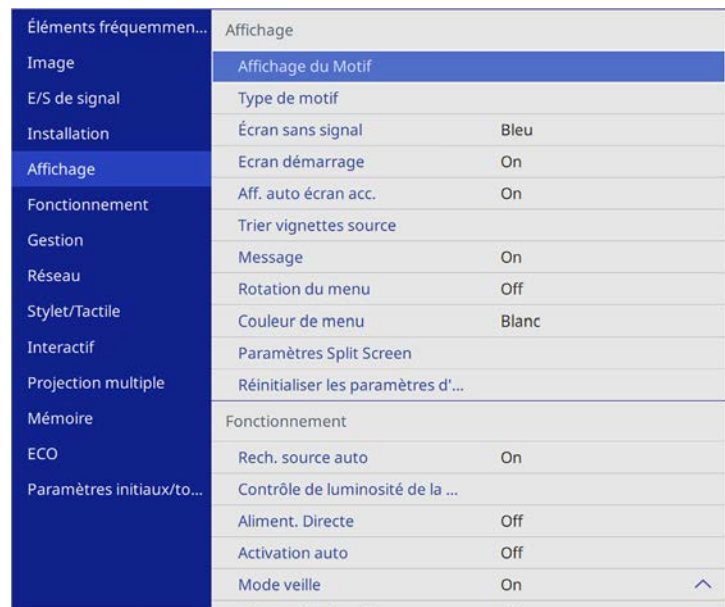 Éléments fréquemmen...
Image
E/S de signal
Installation
Affichage
Fonctionnement
Gestion
Réseau
Stylet/Tactile
Interactif
Projection multiple
Mémoire
ECO
Paramètres initiaux/to...
Affichage
Affichage du Motif
Type de motif
Écran sans signal Bleu
Ecran démarrage On
Aff. auto écran acc. On
Trier vignettes source
Message On
Rotation du menu Off
Couleur de menu Blanc
Paramètres Split Screen
Réinitialiser les paramètres d'...
Fonctionnement
Rech. source auto On
Contrôle de luminosité de la ...
Aliment. Directe Off
Activation auto Off
Mode veille On